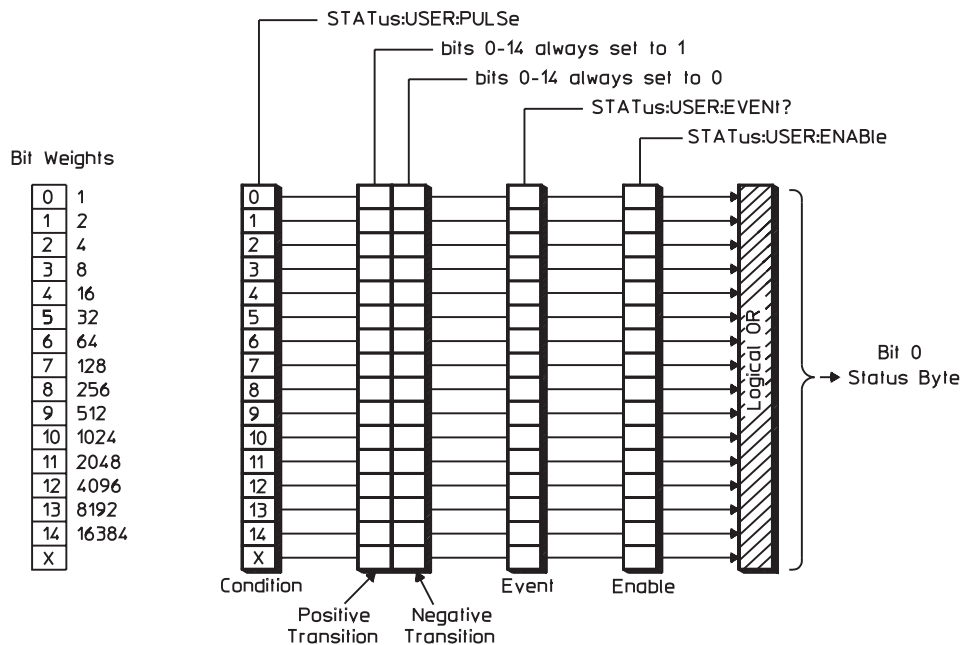 STATus:USER:PULSe
bits 0-14 always set to 1
bits 0-14 always set to 0
STATus:USER:EVENt?
STATus:USER:ENABle
Bit Weights
0 1
1 2
2 4
3 8
4 16
5 32
6 64
7 128
8 256
9 512
10 1024
11 2048
12 4096
13 8192
14 16384
X
0
1
2
3
4
5
6
7
8
9
10
11
12
13
14
X
Logical OR
Bit 0
Status Byte
Condition
Event
Enable
Positive
Transition
Negative
Transition